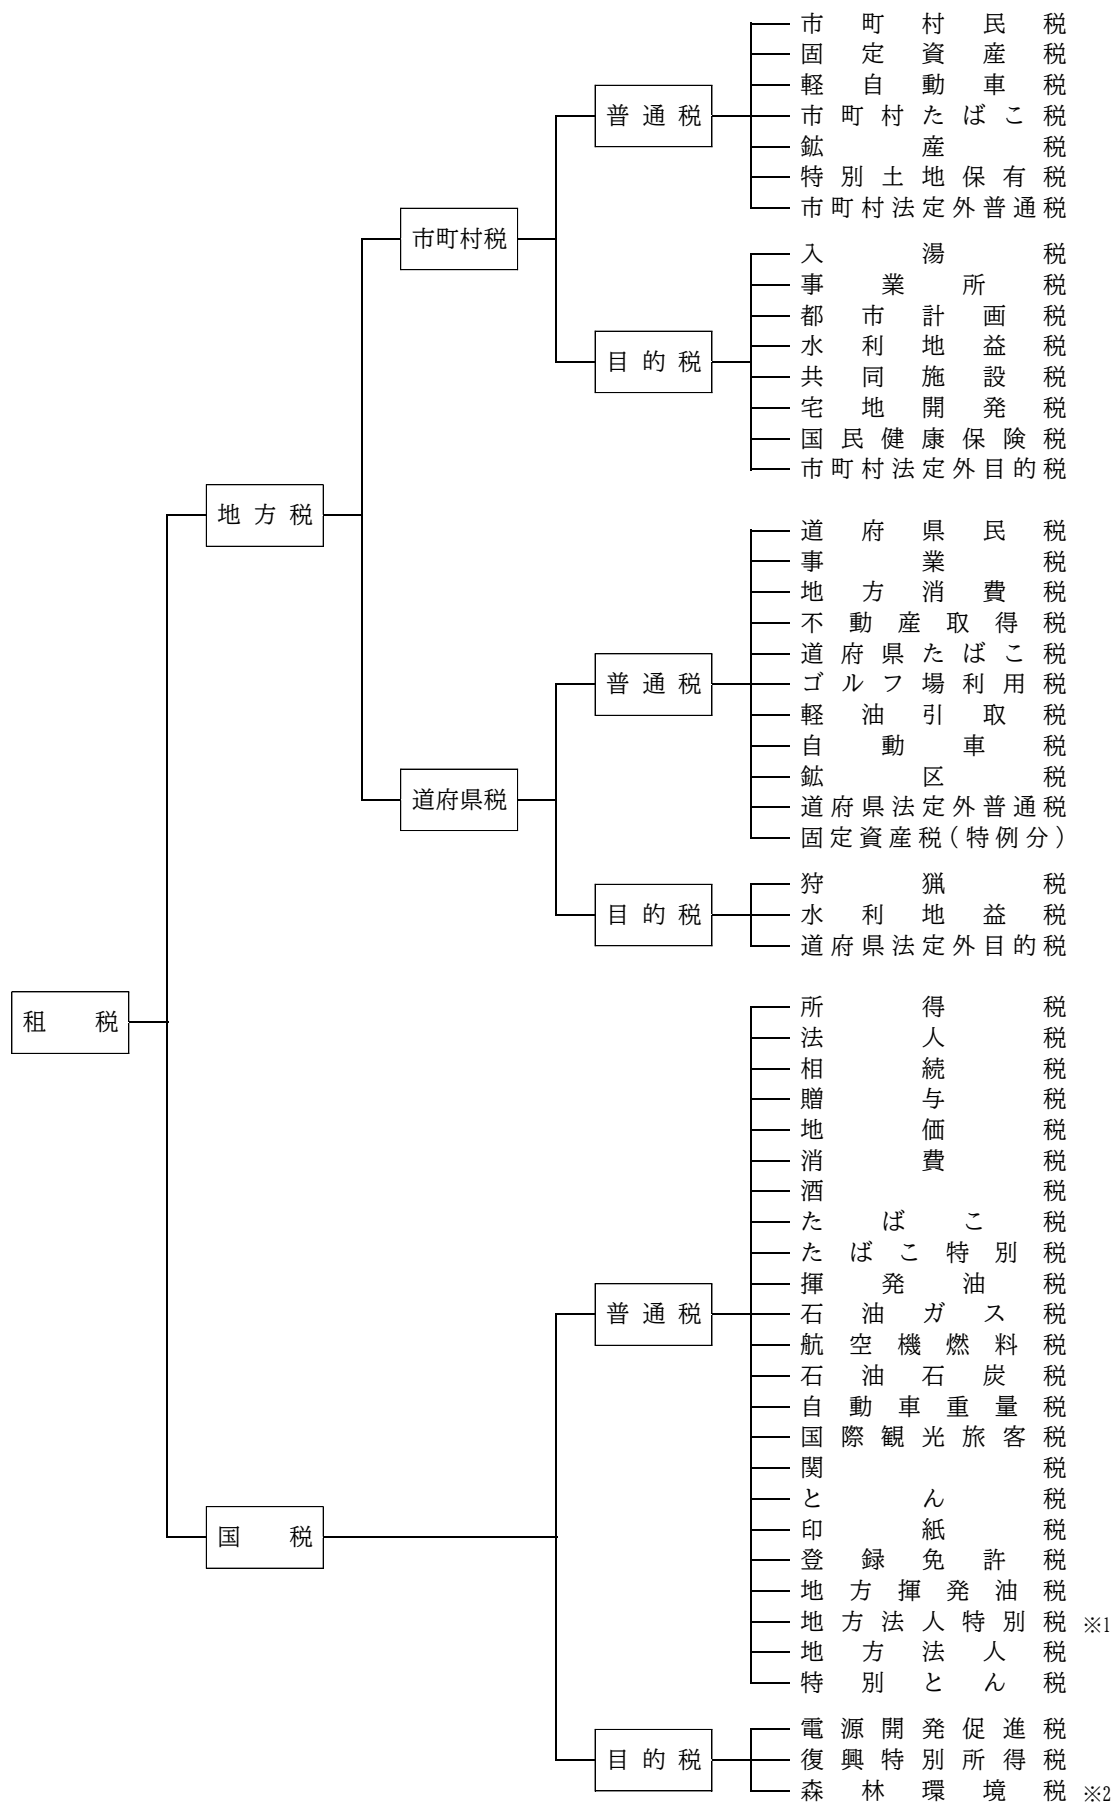 市町村民税
固定資産税
軽自動車税
普通税
市町村たばこ税
鉱産税
特別土地保有税
市町村法定外普通税
市町村税
入湯税
事業所税
都市計画税
水利地益税
目的税
共同施設税
宅地開発税
国民健康保険税
市町村法定外目的税
地方税
道府県民税
事業税
地方消費税
不動産取得税
道府県たばこ税
普通税
ゴルフ場利用税
軽油引取税
自動車税
鉱区税
道府県税
道府県法定外普通税
固定資産税(特例分)
狩猟税
目的税
水利地益税
道府県法定外目的税
租税
所得税
法人税
相続税
贈与税
地価税
消費税
酒税
たばこ税
たばこ特別税
揮発油税
普通税
石油ガス税
航空機燃料税
石油石炭税
自動車重量税
国際観光旅客税
関税
とん税
国税
印紙税
登録免許税
地方揮発油税
地方法人特別税 ※1
地方法人税
特別とん税
電源開発促進税
目的税
復興特別所得税
森林環境税 ※2